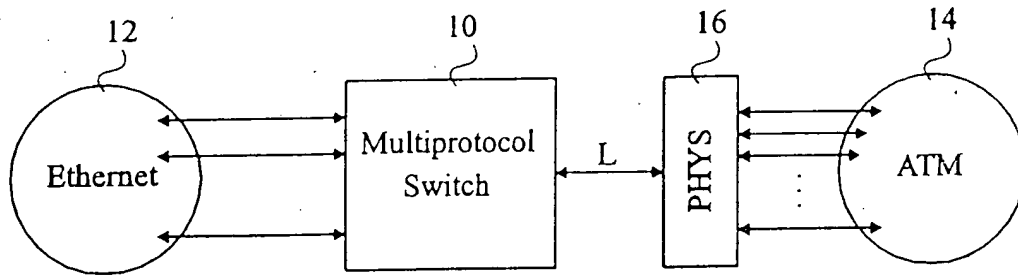 12
10
16
14
Ethernet
Multiprotocol
Switch
L
PHYS
ATM